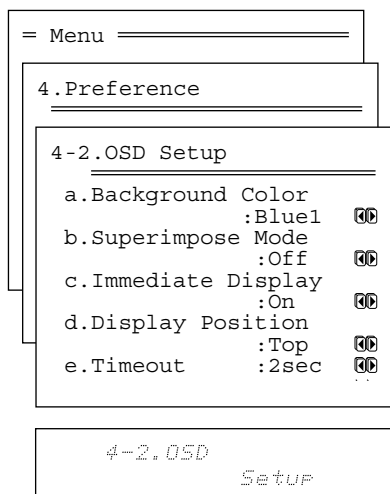 = Menu
4.Preference
4-2.OSD Setup
a.Background Color
:Blue1
b.Superimpose Mode
:Off
c.Immediate Display
:On
d.Display Position
:Top
e.Timeout :2sec
4-2.OSD
Setup